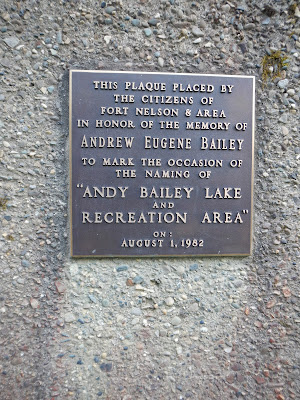 THIS PLAQUE PLACED BY
THE CITIZENS OF
FORT NELSON & AREA
IN HONOR OF THE MEMORY OF
ANDREW EUGENE BAILEY
TO MARK THE OCCASION OF
THE NAMING OF
"ANDY BAILEY LAKE
AND
RECREATION AREA"
ON:
AUGUST 1, 1982